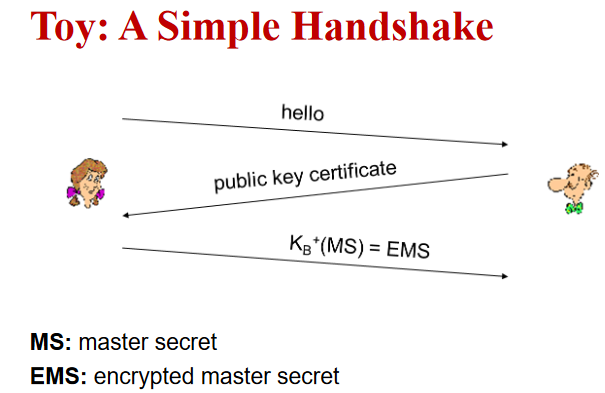 Toy: A Simple Handshake
hello
public key certificate
K_B⁺(MS) = EMS
MS: master secret
EMS: encrypted master secret